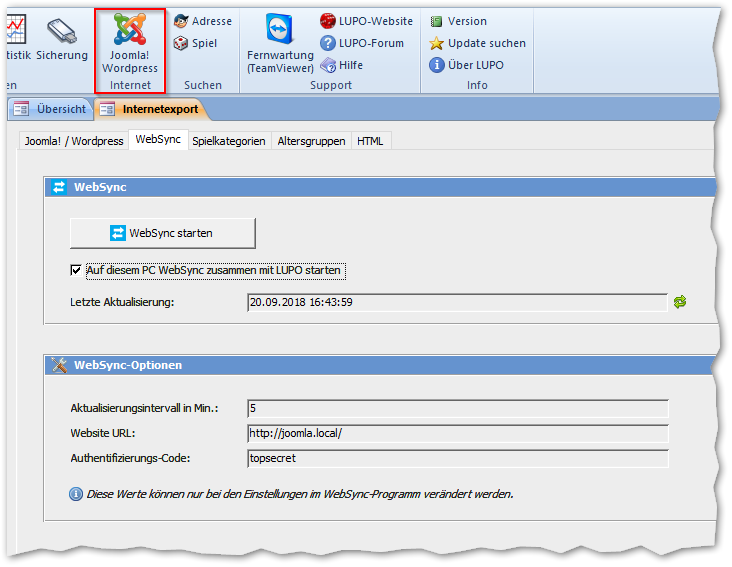 Adresse
LUPO-Website
Version
Spiel
LUPO-Forum
Update suchen
Sicherung
Joomla!
Wordpress
Fernwartung
(TeamViewer)
Hilfe
Über LUPO
Internet
Suchen
Support
Info
Übersicht
Internetexport
Joomla! / Wordpress
WebSync
Spielkategorien
Altersgruppen
HTML
WebSync
WebSync starten
Auf diesem PC WebSync zusammen mit LUPO starten
Letzte Aktualisierung:
20.09.2018 16:43:59
WebSync-Optionen
Aktualisierungsintervall in Min.:
5
Website URL:
http://joomla.local/
Authentifizierungs-Code:
topsecret
Diese Werte können nur bei den Einstellungen im WebSync-Programm verändert werden.